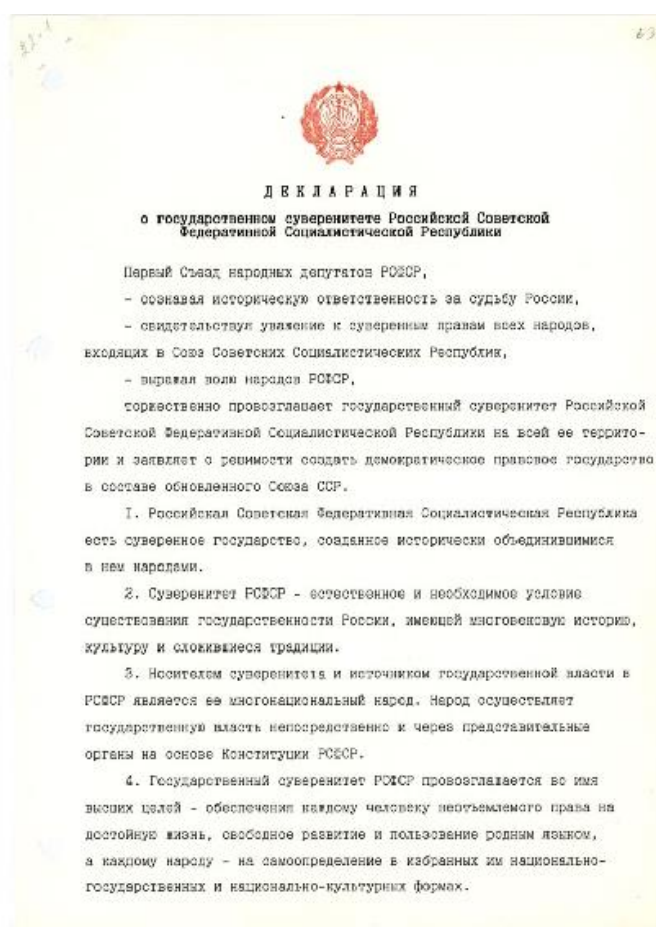 ДЕКЛАРАЦИЯ
о государственном суверенитете Российской Советской
Федеративной Социалистической Республики
Первый Съезд народных депутатов РСФСР,
- сознавая историческую ответственность за судьбу России,
- свидетельствуя уважение к суверенным правам всех народов,
входящих в Союз Советских Социалистических Республик,
- выражая волю народов РСФСР,
торжественно провозглашает государственный суверенитет Российской
Советской Федеративной Социалистической Республики на всей ее террито-
рии и заявляет о решимости создать демократическое правовое государство
в составе обновленного Союза ССР.
I. Российская Советская Федеративная Социалистическая Республика
есть суверенное государство, созданное исторически объединившимися
в нем народами.
2. Суверенитет РСФСР - естественное и необходимое условие
существования государственности России, имеющей многовековую историю,
культуру и сложившиеся традиции.
3. Носителем суверенитета и источником государственной власти в
РСФСР является ее многонациональный народ. Народ осуществляет
государственную власть непосредственно и через представительные
органы на основе Конституции РСФСР.
4. Государственный суверенитет РСФСР провозглашается во имя
высших целей - обеспечения каждому человеку неотъемлемого права на
достойную жизнь, свободное развитие и пользование родным языком,
а каждому народу - на самоопределение в избранных им национально-
государственных и национально-культурных формах.